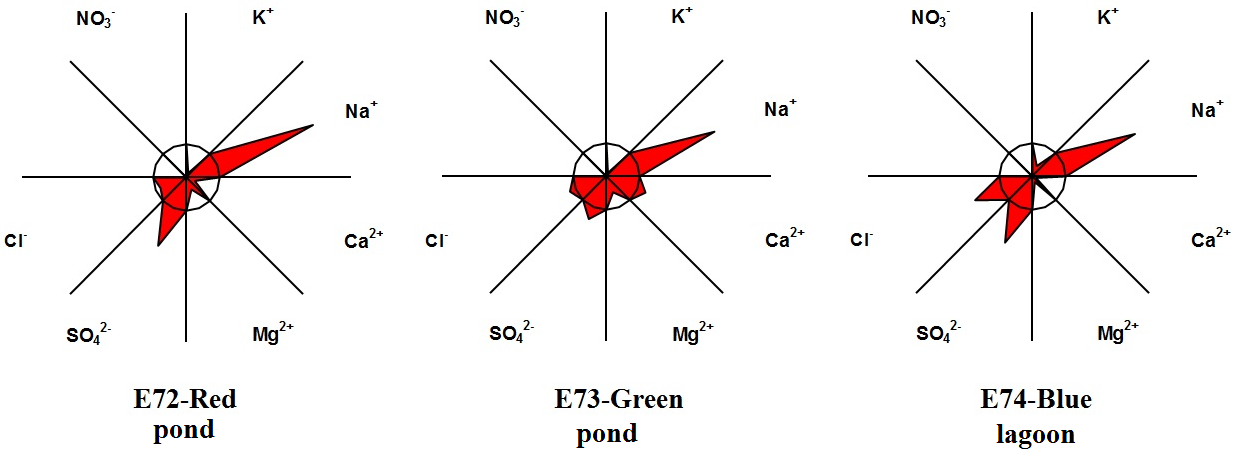 NO₃⁻ K⁺ NO₃⁻ K⁺ NO₃⁻ K⁺
Na⁺ Na⁺ Na⁺
Cl⁻ Ca²⁺ Cl⁻ Ca²⁺ Cl⁻ Ca²⁺
SO₄²⁻ Mg²⁺ SO₄²⁻ Mg²⁺ SO₄²⁻ Mg²⁺
E72-Red E73-Green E74-Blue
pond pond lagoon